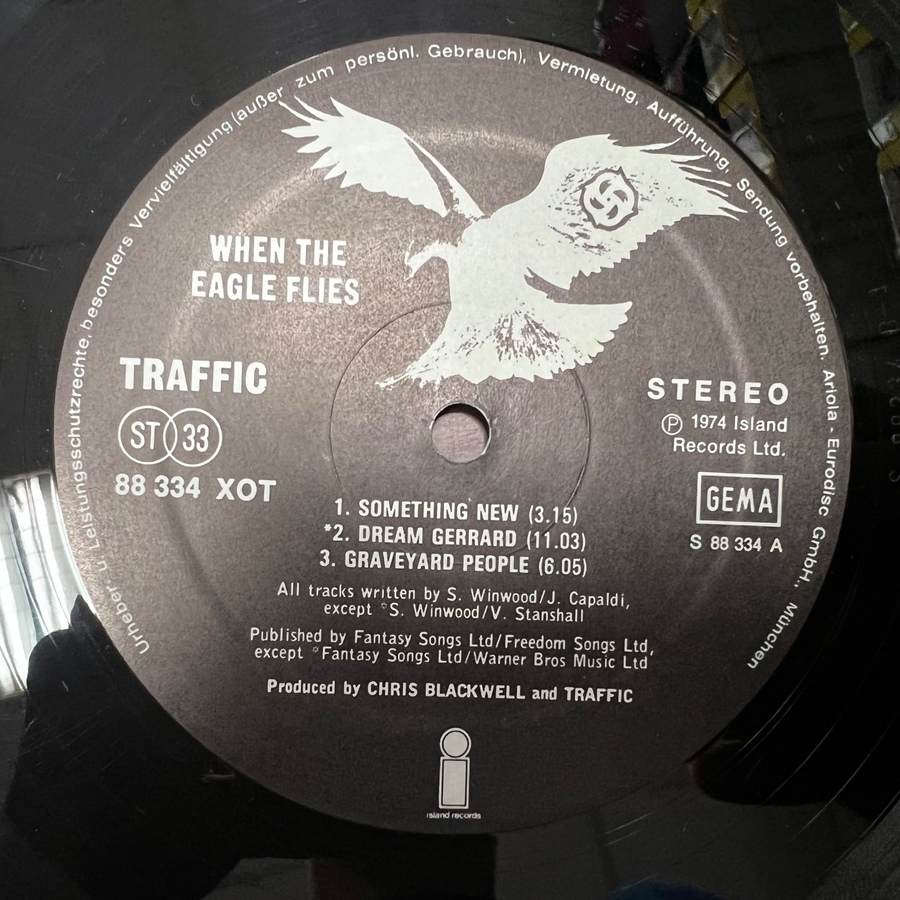 Urheber u. Leistungsschutzrechte, besonders Vervielfältigung (außer zum persönl. Gebrauch), Vermietung, Aufführung, Sendung vorbehalten. Ariola - Eurodisc GmbH., München
WHEN THE
EAGLE FLIES
TRAFFIC
ST 33
88 334 XOT
STEREO
Ⓟ 1974 Island
Records Ltd.
GEMA
S 88 334 A
1. SOMETHING NEW (3.15)
*2. DREAM GERRARD (11.03)
3. GRAVEYARD PEOPLE (6.05)
All tracks written by S. Winwood/J. Capaldi,
except *S. Winwood/V. Stanshall
Published by Fantasy Songs Ltd/Freedom Songs Ltd,
except *Fantasy Songs Ltd/Warner Bros Music Ltd
Produced by CHRIS BLACKWELL and TRAFFIC
island records